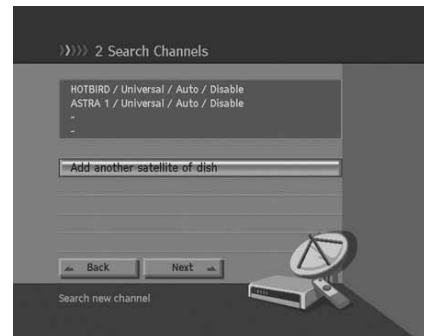 2 Search Channels
HOTBIRD / Universal / Auto / Disable
ASTRA 1 / Universal / Auto / Disable
-
-
Add another satellite of dish
Back
Next
Search new channel